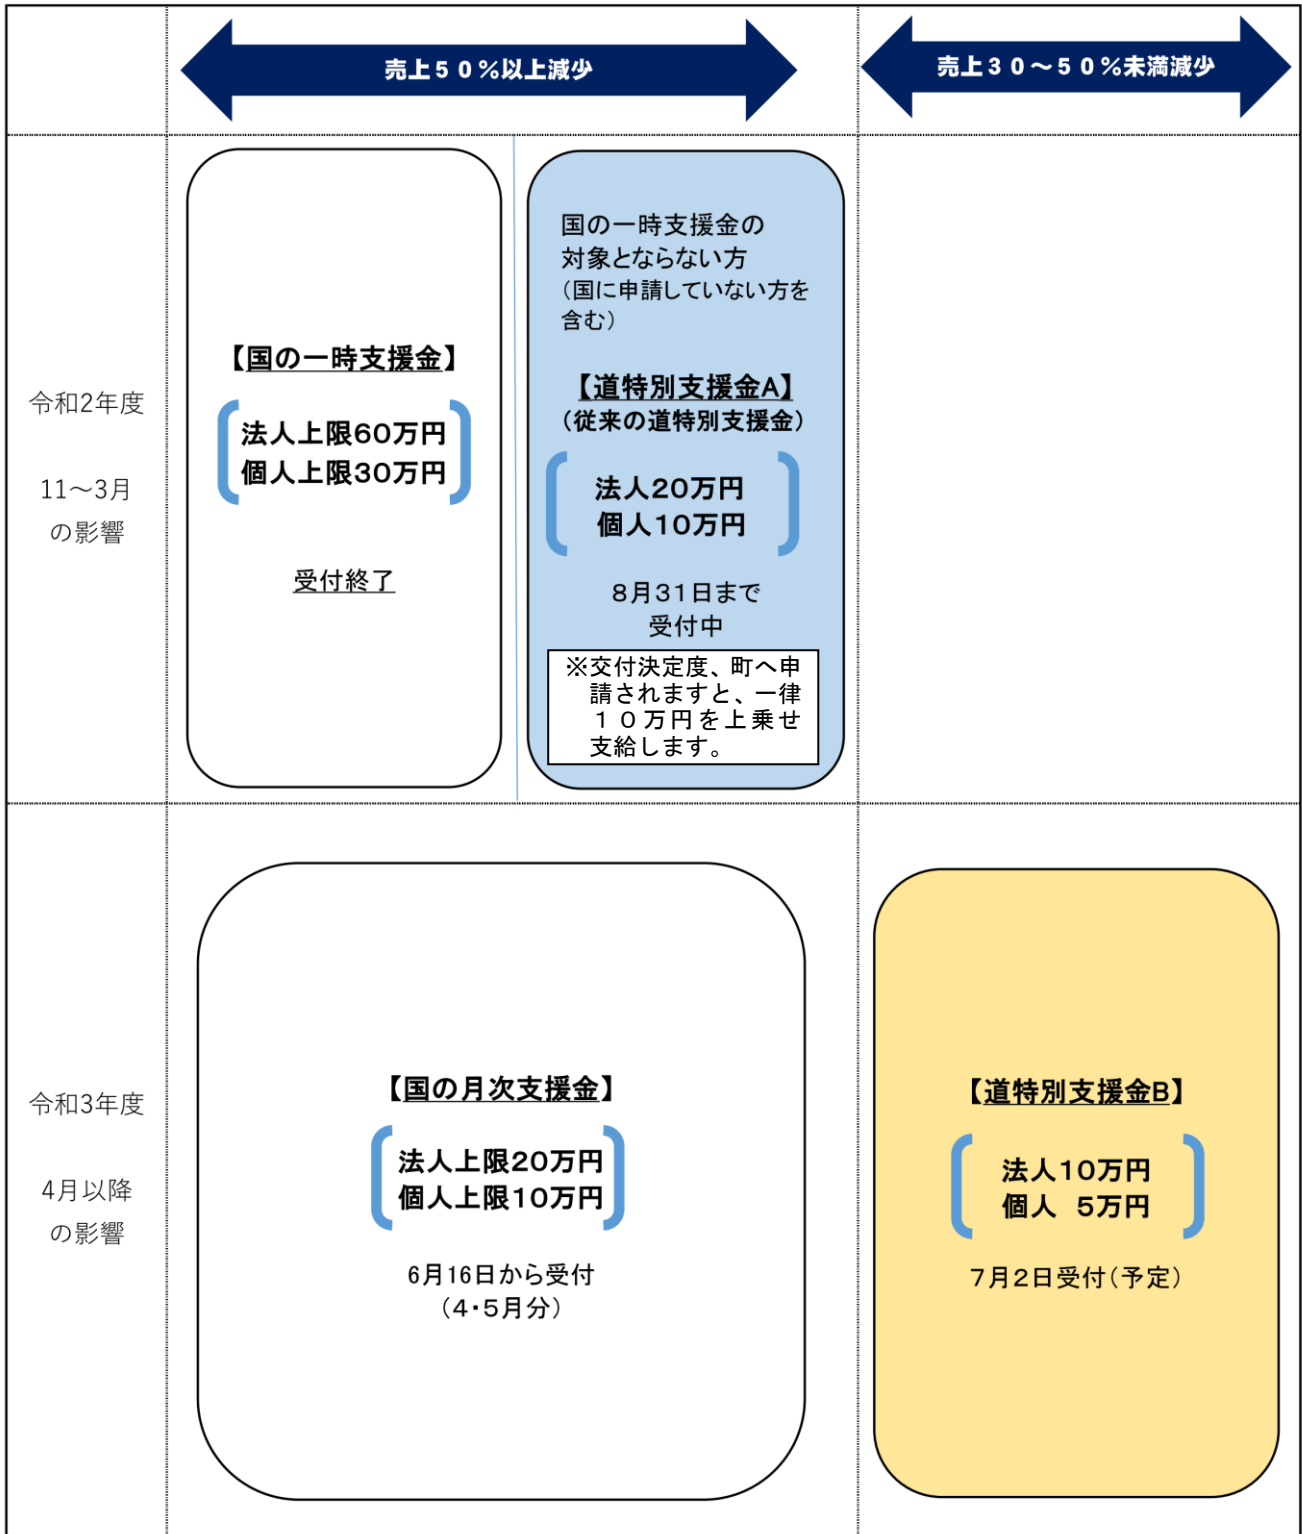 売上５０％以上減少
売上３０～５０％未満減少
令和2年度
11～3月
の影響
【国の一時支援金】
法人上限60万円
個人上限30万円
受付終了
国の一時支援金の
対象とならない方
（国に申請していない方を
含む）
【道特別支援金A】
（従来の道特別支援金）
法人20万円
個人10万円
8月31日まで
受付中
※交付決定度、町へ申
請されますと、一律
１０万円を上乗せ
支給します。
令和3年度
4月以降
の影響
【国の月次支援金】
法人上限20万円
個人上限10万円
6月16日から受付
（4・5月分）
【道特別支援金B】
法人10万円
個人 5万円
7月2日受付（予定）